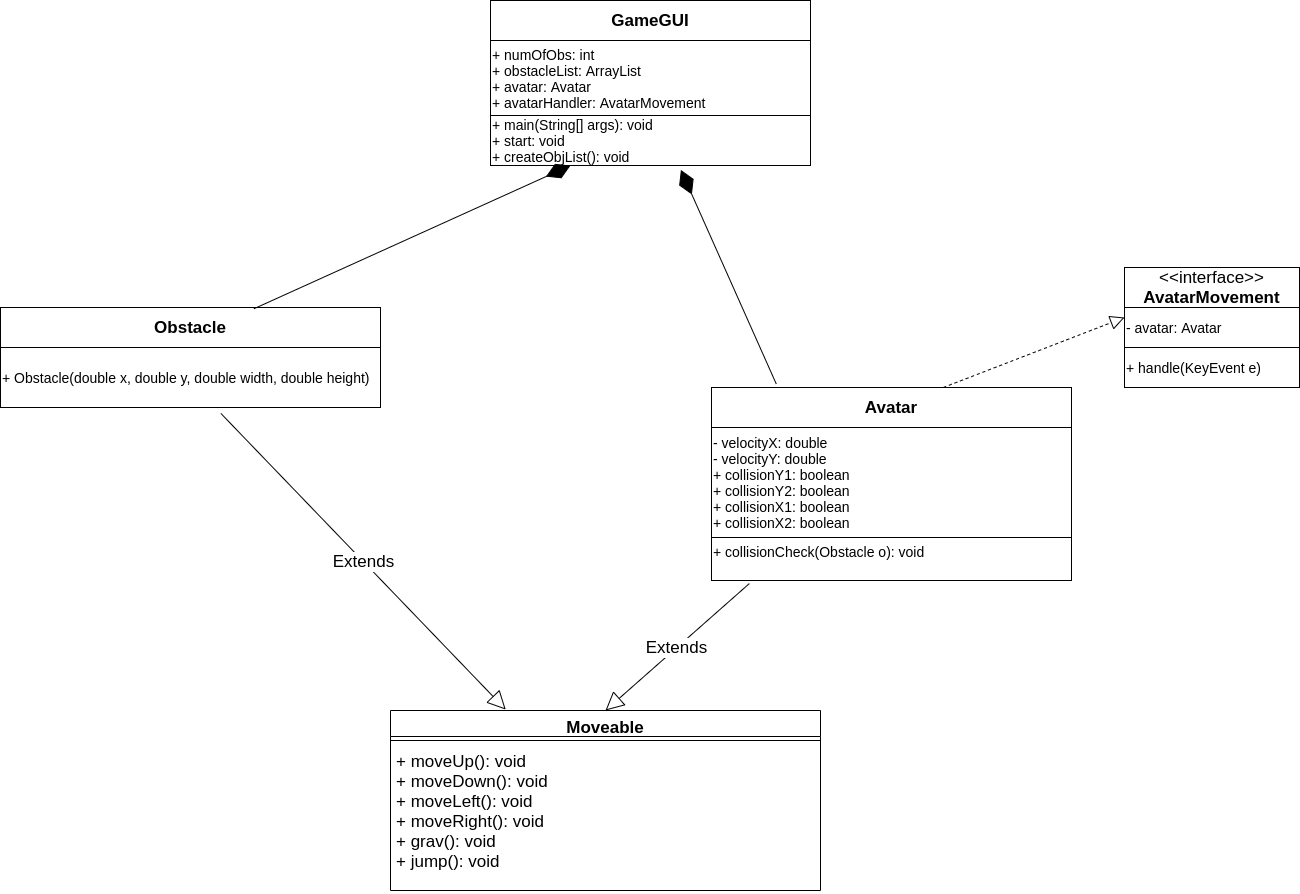 GameGUI
+ numOfObs: int
+ obstacleList: ArrayList
+ avatar: Avatar
+ avatarHandler: AvatarMovement
+ main(String[] args): void
+ start: void
+ createObjList(): void
<<interface>>
AvatarMovement
- avatar: Avatar
+ handle(KeyEvent e)
Obstacle
+ Obstacle(double x, double y, double width, double height)
Avatar
- velocityX: double
- velocityY: double
+ collisionY1: boolean
+ collisionY2: boolean
+ collisionX1: boolean
+ collisionX2: boolean
+ collisionCheck(Obstacle o): void
Extends
Extends
Moveable
+ moveUp(): void
+ moveDown(): void
+ moveLeft(): void
+ moveRight(): void
+ grav(): void
+ jump(): void